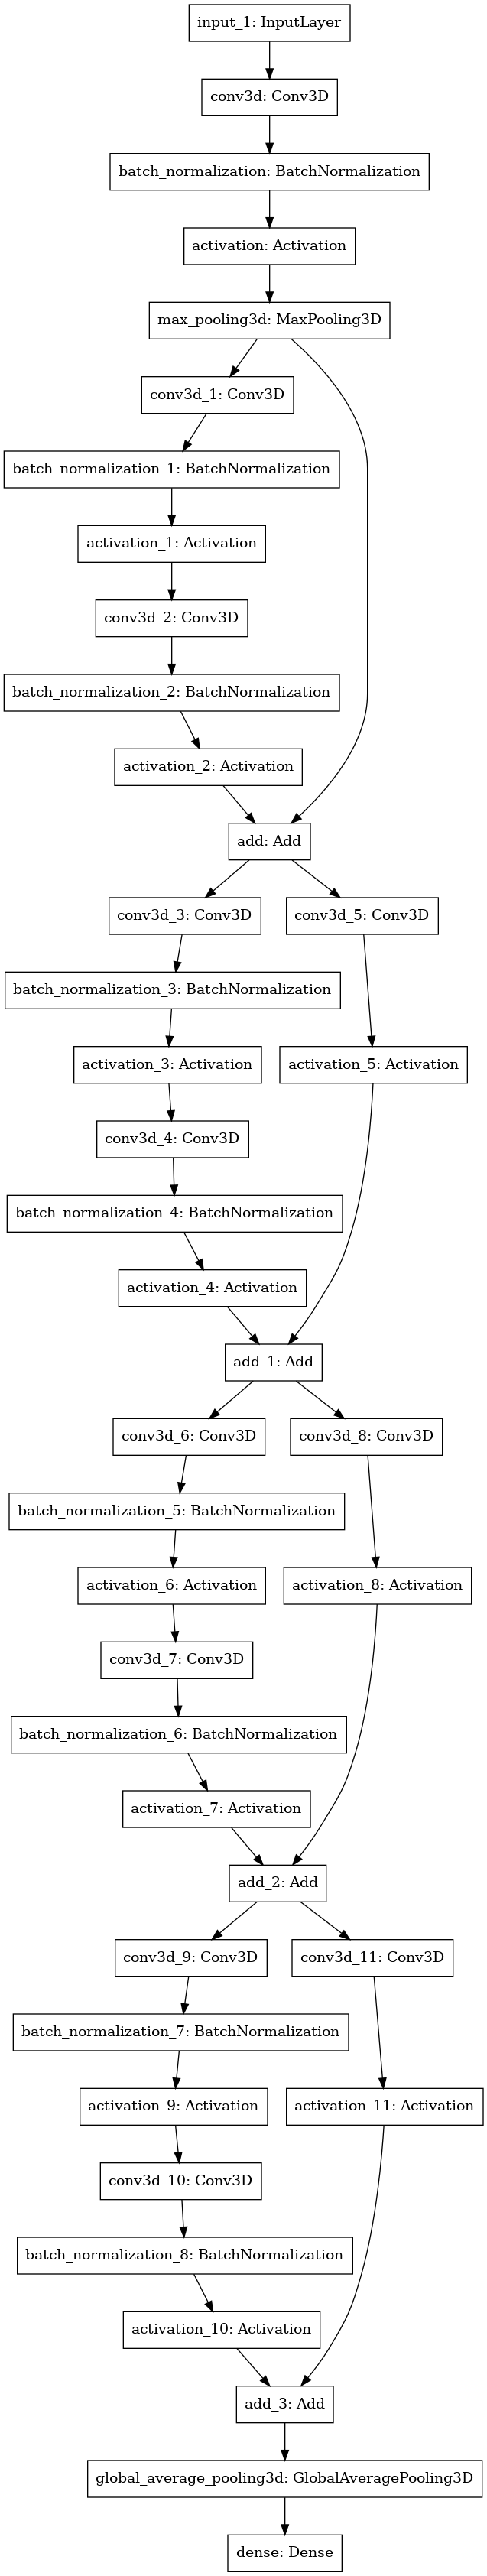 input_1: InputLayer
conv3d: Conv3D
batch_normalization: BatchNormalization
activation: Activation
max_pooling3d: MaxPooling3D
conv3d_1: Conv3D
batch_normalization_1: BatchNormalization
activation_1: Activation
conv3d_2: Conv3D
batch_normalization_2: BatchNormalization
activation_2: Activation
add: Add
conv3d_3: Conv3D
conv3d_5: Conv3D
batch_normalization_3: BatchNormalization
activation_3: Activation
activation_5: Activation
conv3d_4: Conv3D
batch_normalization_4: BatchNormalization
activation_4: Activation
add_1: Add
conv3d_6: Conv3D
conv3d_8: Conv3D
batch_normalization_5: BatchNormalization
activation_6: Activation
activation_8: Activation
conv3d_7: Conv3D
batch_normalization_6: BatchNormalization
activation_7: Activation
add_2: Add
conv3d_9: Conv3D
conv3d_11: Conv3D
batch_normalization_7: BatchNormalization
activation_9: Activation
activation_11: Activation
conv3d_10: Conv3D
batch_normalization_8: BatchNormalization
activation_10: Activation
add_3: Add
global_average_pooling3d: GlobalAveragePooling3D
dense: Dense